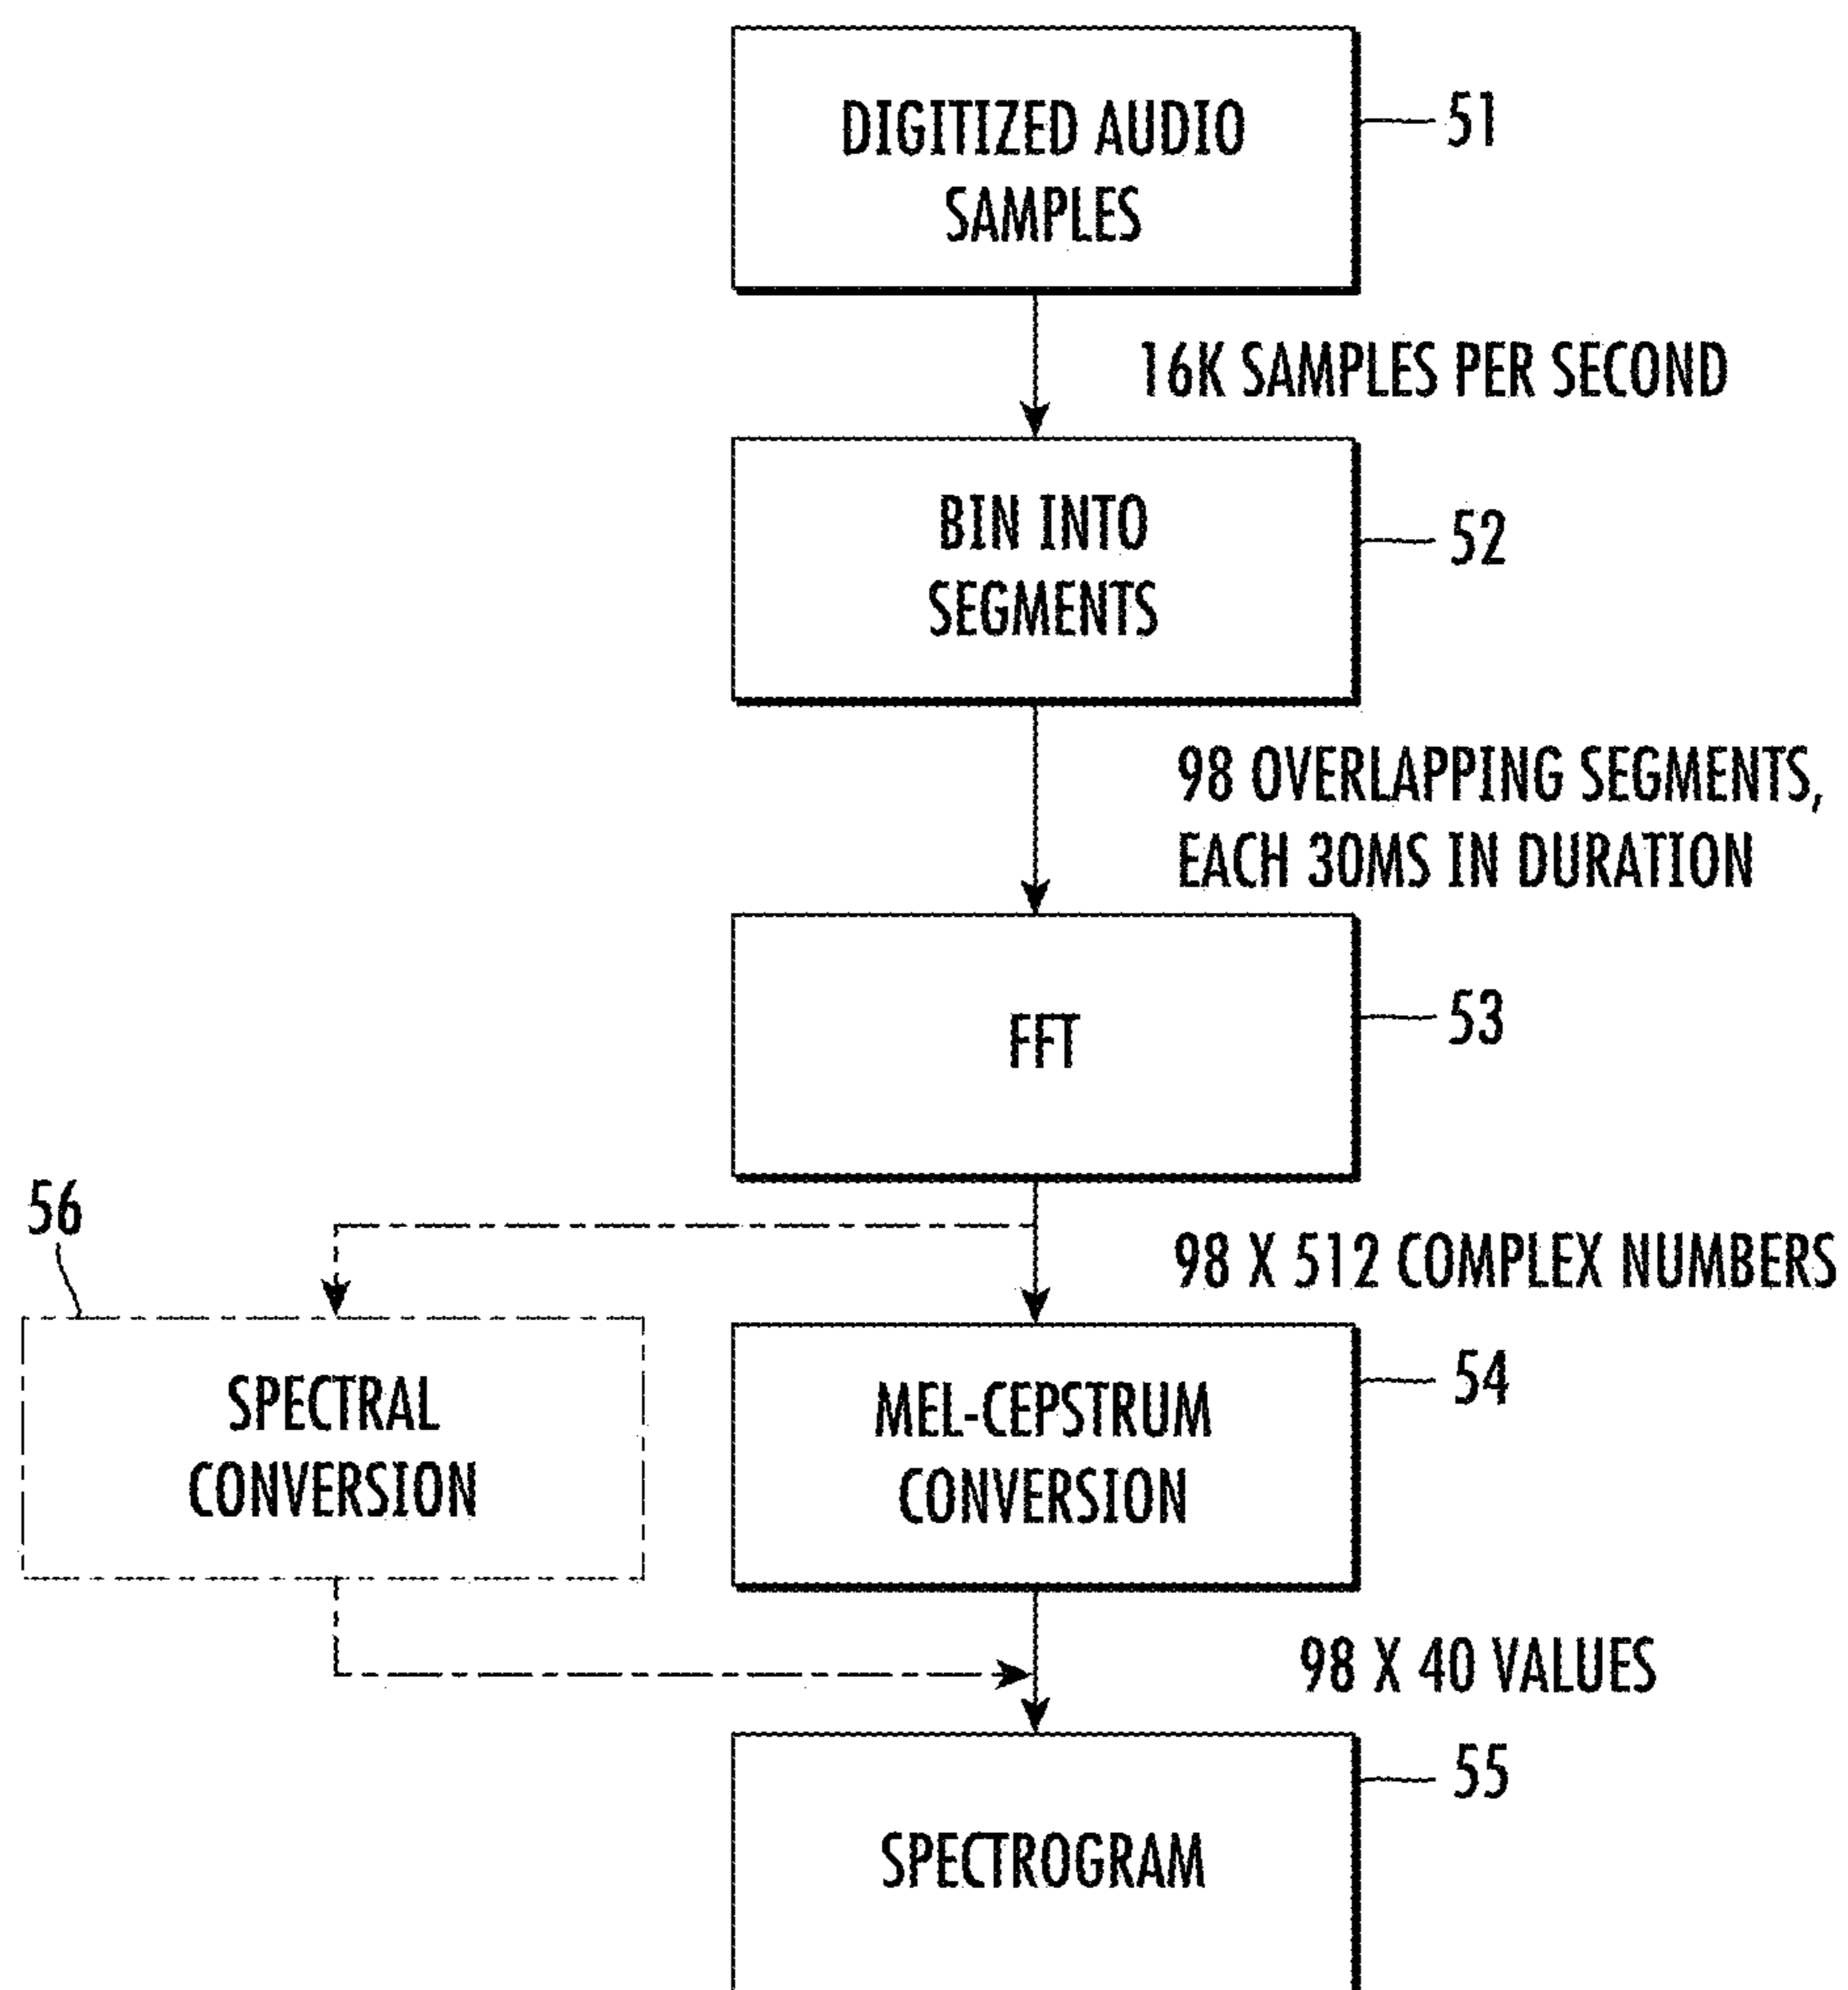 DIGITIZED AUDIO
SAMPLES
51
16K SAMPLES PER SECOND
BIN INTO
SEGMENTS
52
98 OVERLAPPING SEGMENTS,
EACH 30MS IN DURATION
FFT
53
56
98 X 512 COMPLEX NUMBERS
SPECTRAL
CONVERSION
MEL-CEPSTRUM
CONVERSION
54
98 X 40 VALUES
SPECTROGRAM
55